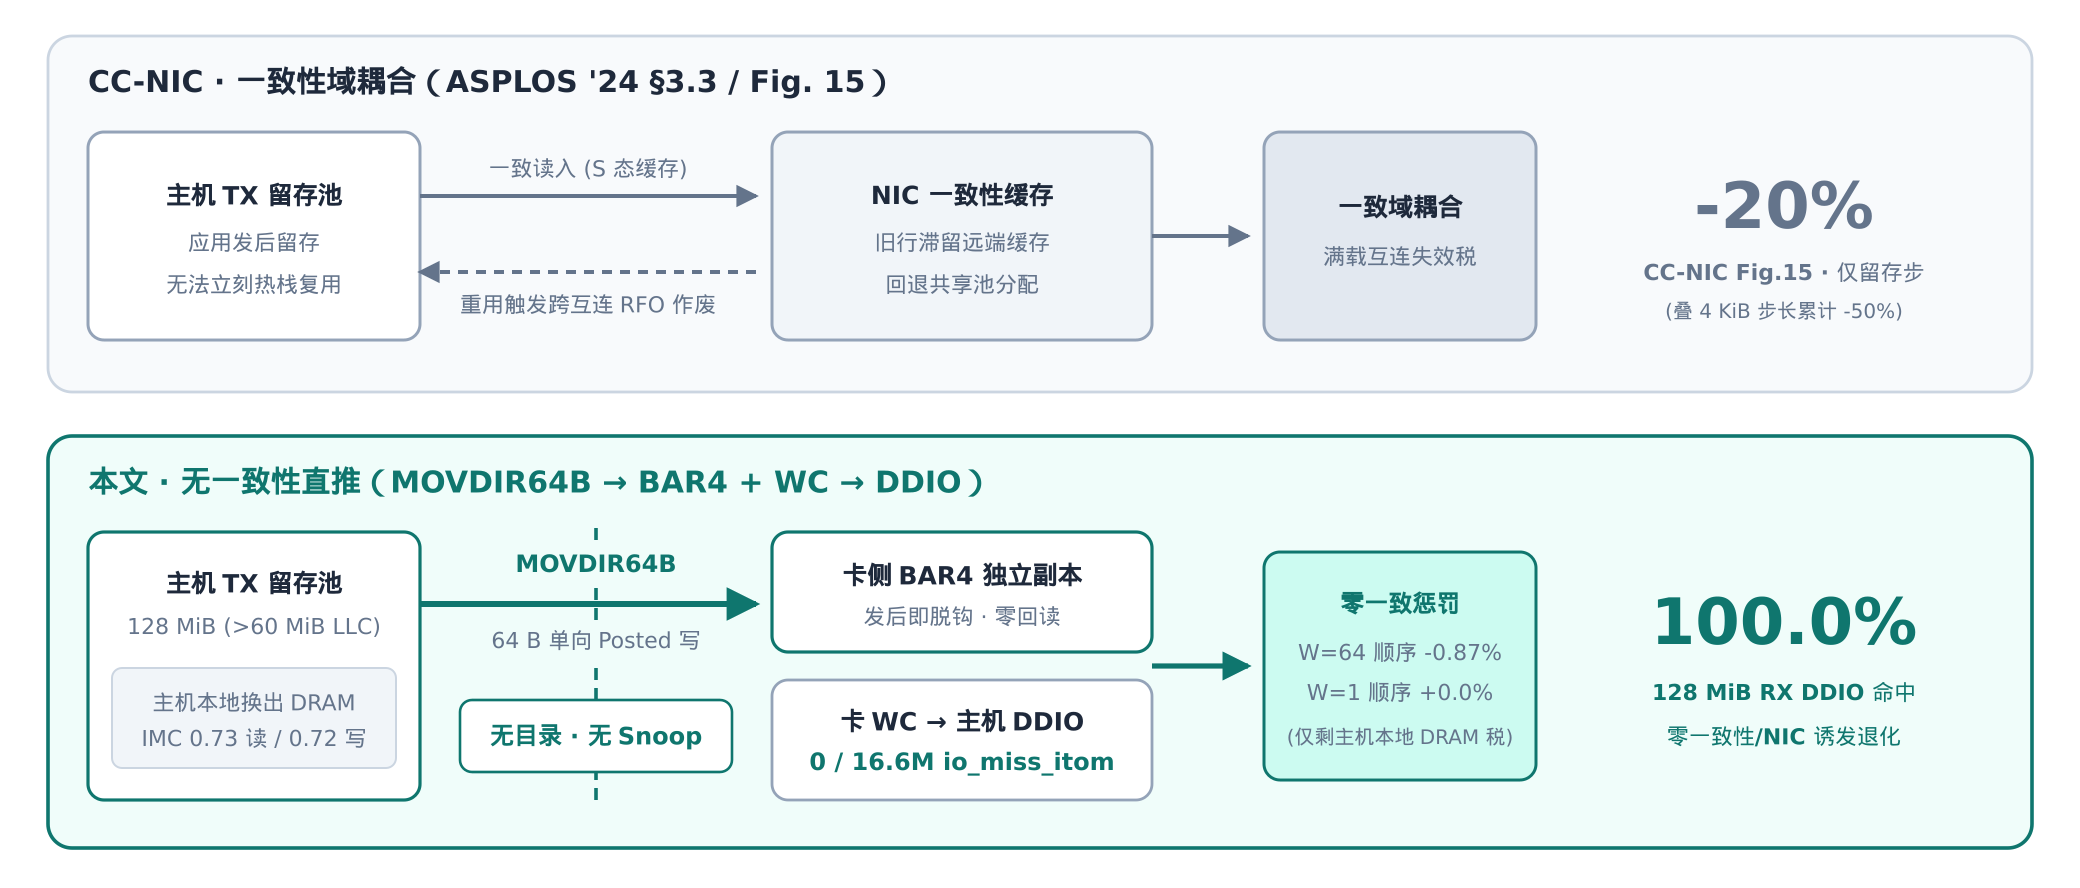 CC-NIC · 一致性域耦合（ASPLOS '24 §3.3 / Fig. 15）
主机 TX 留存池
应用发后留存
无法立刻热栈复用
一致读入 (S 态缓存)
重用触发跨互连 RFO 作废
NIC 一致性缓存
旧行滞留远端缓存
回退共享池分配
一致域耦合
满载互连失效税
-20%
CC-NIC Fig.15 · 仅留存步
(叠 4 KiB 步长累计 -50%)
本文 · 无一致性直推（MOVDIR64B → BAR4 + WC → DDIO）
主机 TX 留存池
128 MiB (>60 MiB LLC)
主机本地换出 DRAM
IMC 0.73 读 / 0.72 写
MOVDIR64B
64 B 单向 Posted 写
无目录 · 无 Snoop
卡侧 BAR4 独立副本
发后即脱钩 · 零回读
卡 WC → 主机 DDIO
0 / 16.6M io_miss_itom
零一致惩罚
W=64 顺序 -0.87%
W=1 顺序 +0.0%
(仅剩主机本地 DRAM 税)
100.0%
128 MiB RX DDIO 命中
零一致性/NIC 诱发退化